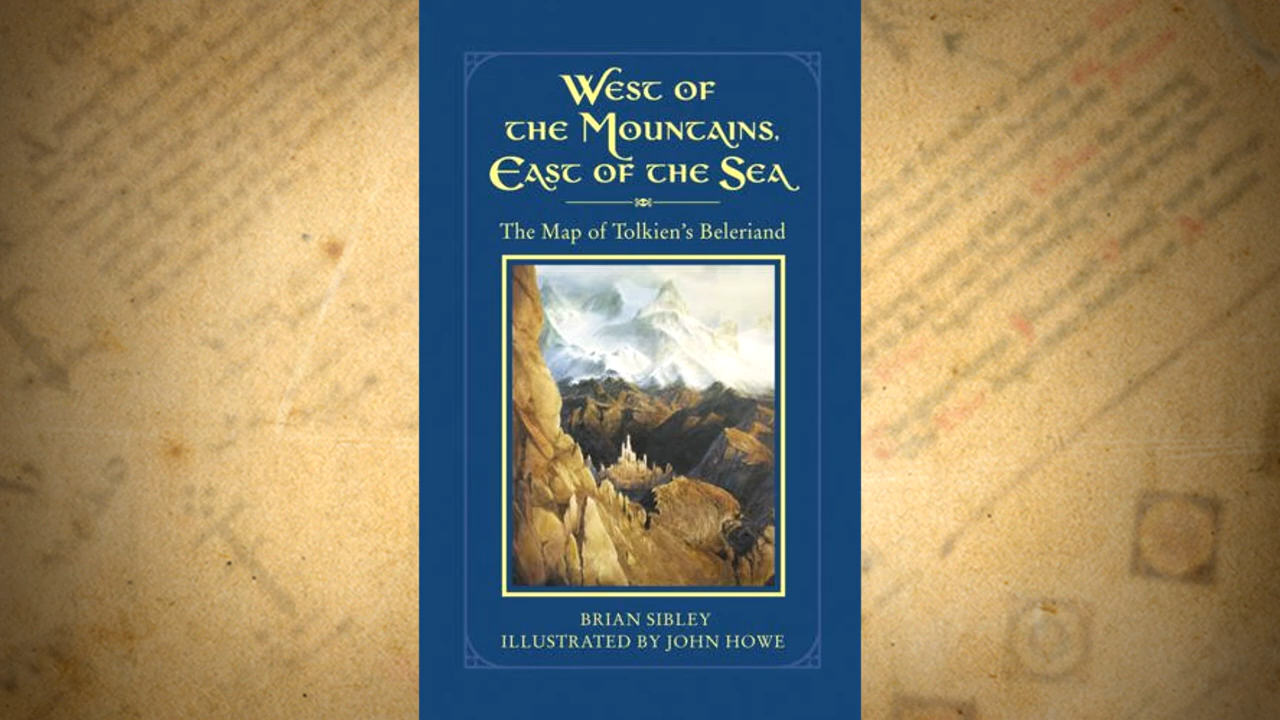 West of
the Mountains,
East of the Sea
The Map of Tolkien's Beleriand
BRIAN SIBLEY
ILLUSTRATED BY JOHN HOWE